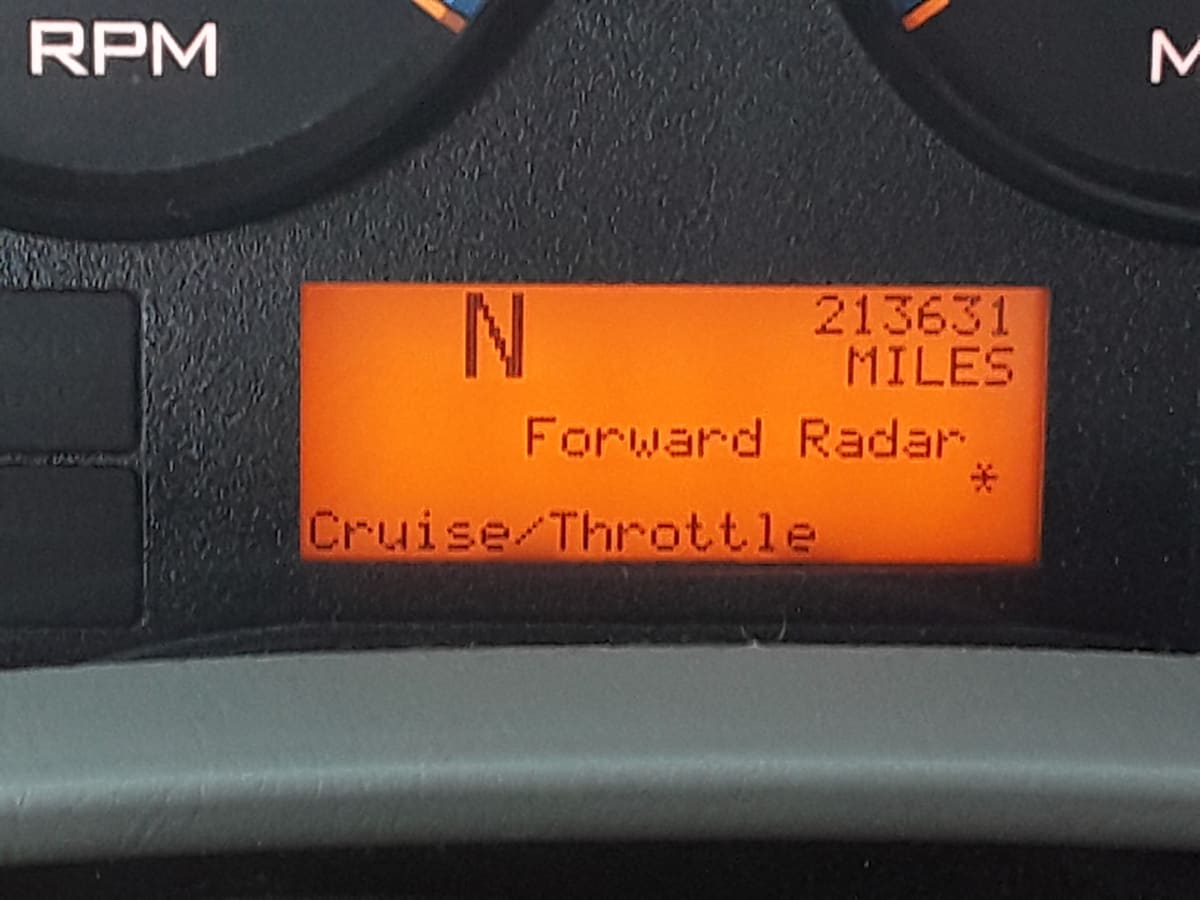 RPM
N
213631
MILES
Forward Radar
*
Cruise/Throttle